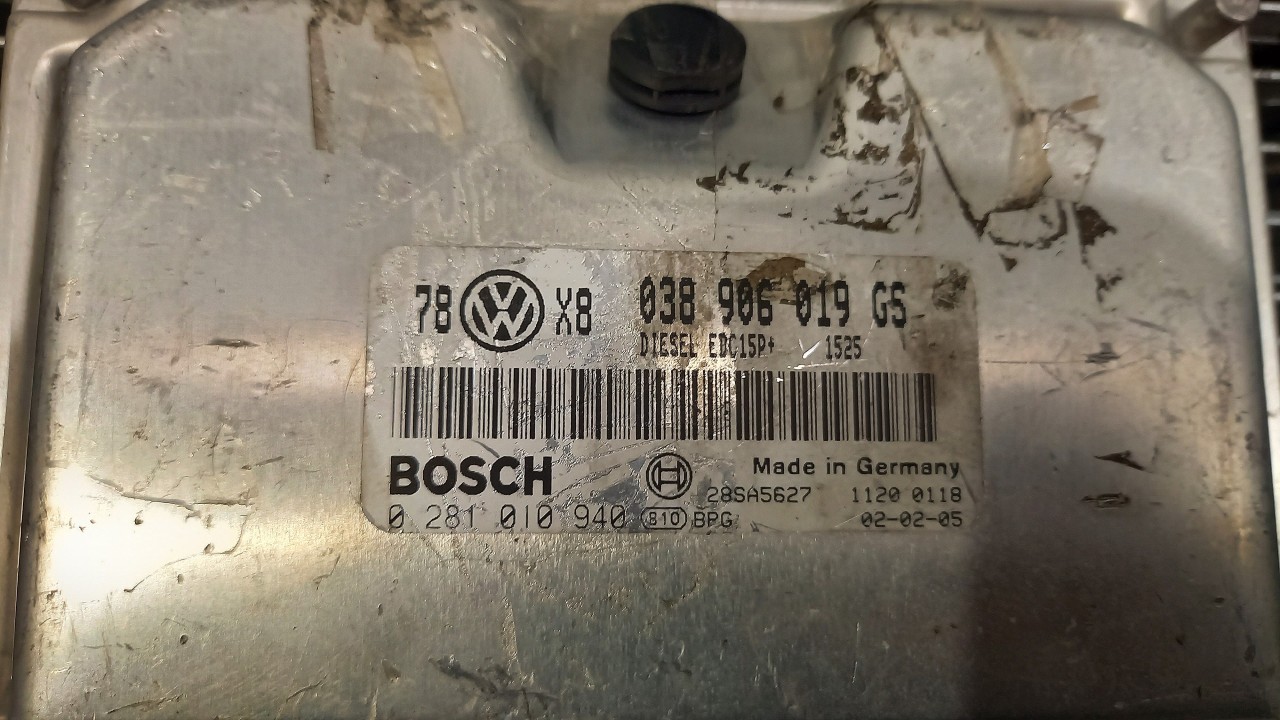 78 VW X8 038 906 019 GS
DIESEL EDC15P+ 1525
BOSCH Made in Germany
28SA5627 1120 0118
0 281 010 940 810 BPG 02-02-05